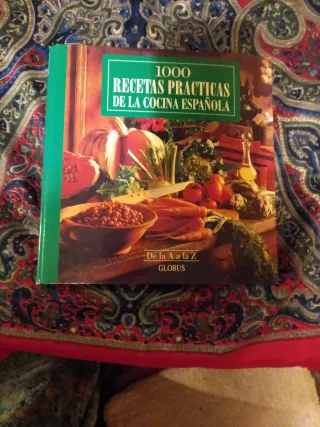 1000
RECETAS PRACTICAS
DE LA COCINA ESPAÑOLA
De la A a la Z
GLOBUS